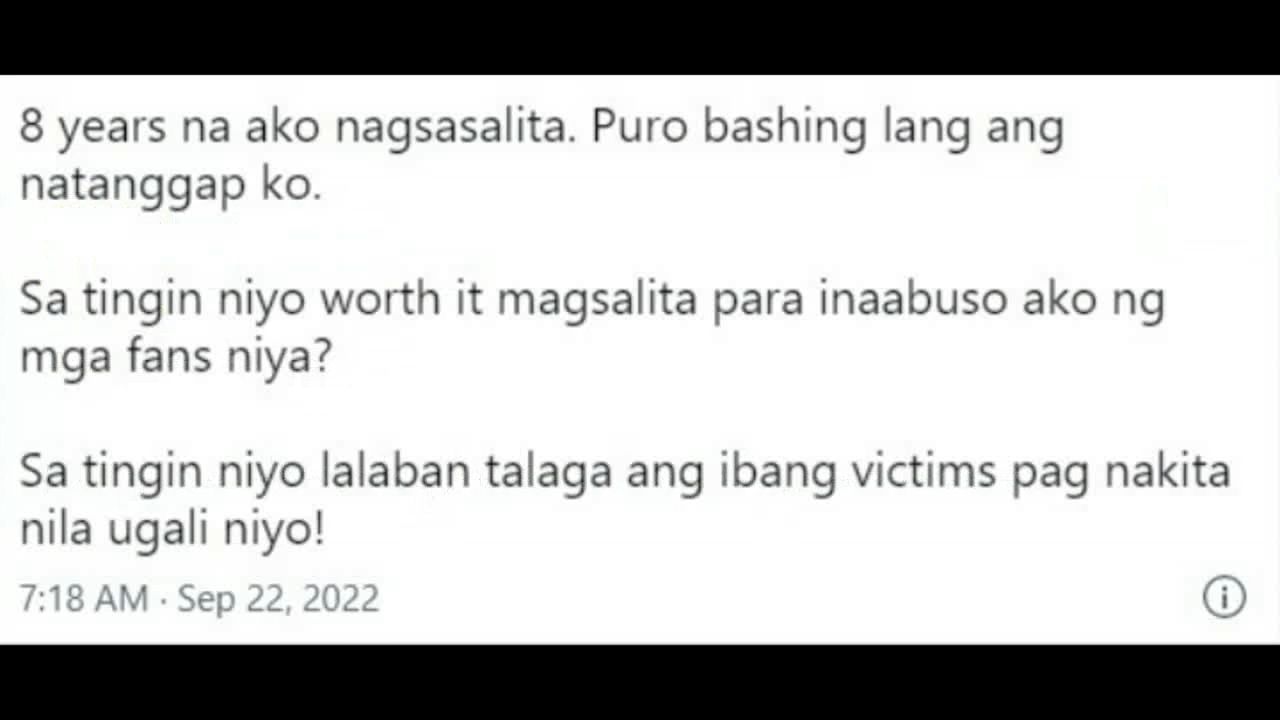 8 years na ako nagsasalita. Puro bashing lang ang
natanggap ko.
Sa tingin niyo worth it magsalita para inaabuso ako ng
mga fans niya?
Sa tingin niyo lalaban talaga ang ibang victims pag nakita
nila ugali niyo!
7:18 AM · Sep 22, 2022